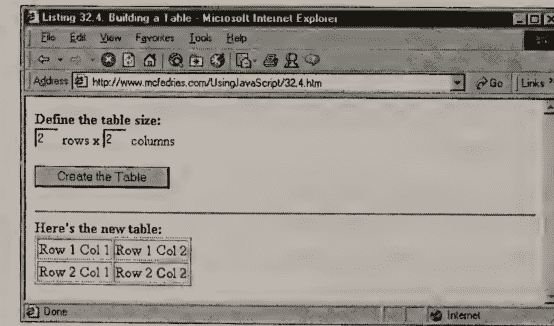 Listing 32.4. Building a Table - Microsoft Internet Explorer
File Edit View Favorites Tools Help
Address http://www.mcfedries.com/UsingJavaScript/32.4.htm Go Links
Define the table size:
2 rows x 2 columns
Create the Table
Here's the new table:
Row 1 Col 1 Row 1 Col 2
Row 2 Col 1 Row 2 Col 2
Done Internet